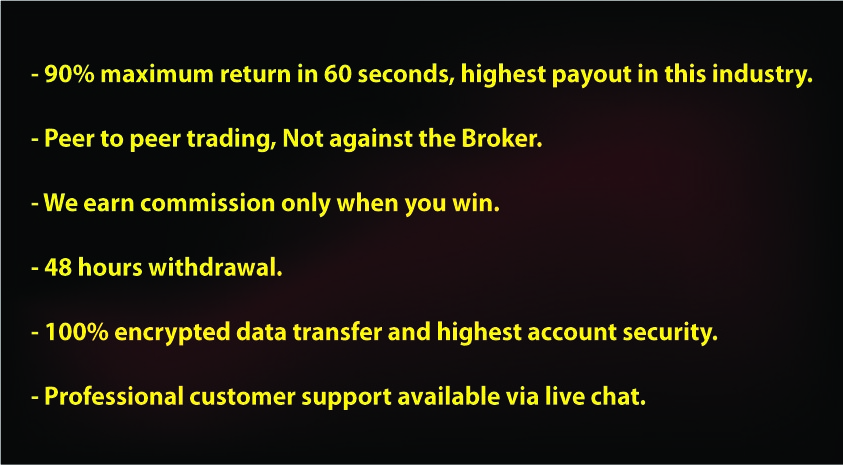 - 90% maximum return in 60 seconds, highest payout in this industry.
- Peer to peer trading, Not against the Broker.
- We earn commission only when you win.
- 48 hours withdrawal.
- 100% encrypted data transfer and highest account security.
- Professional customer support available via live chat.